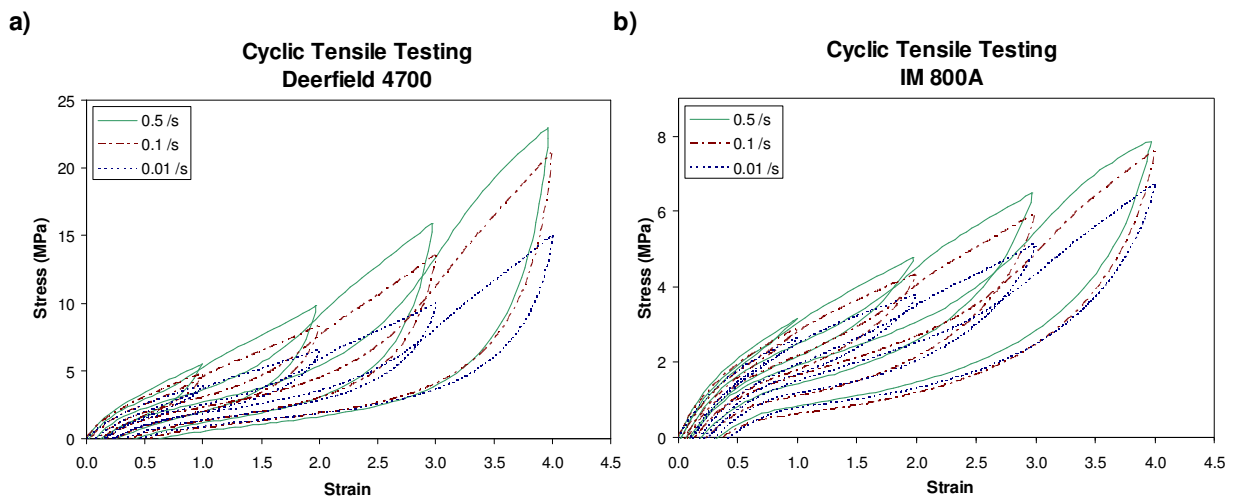 a)
Cyclic Tensile Testing
Deerfield 4700
25
20
15
10
5
0
Stress (MPa)
0.5 /s
0.1 /s
0.01 /s
0.0 0.5 1.0 1.5 2.0 2.5 3.0 3.5 4.0 4.5
Strain
b)
Cyclic Tensile Testing
IM 800A
8
6
4
2
0
Stress (MPa)
0.5 /s
0.1 /s
0.01 /s
0.0 0.5 1.0 1.5 2.0 2.5 3.0 3.5 4.0 4.5
Strain